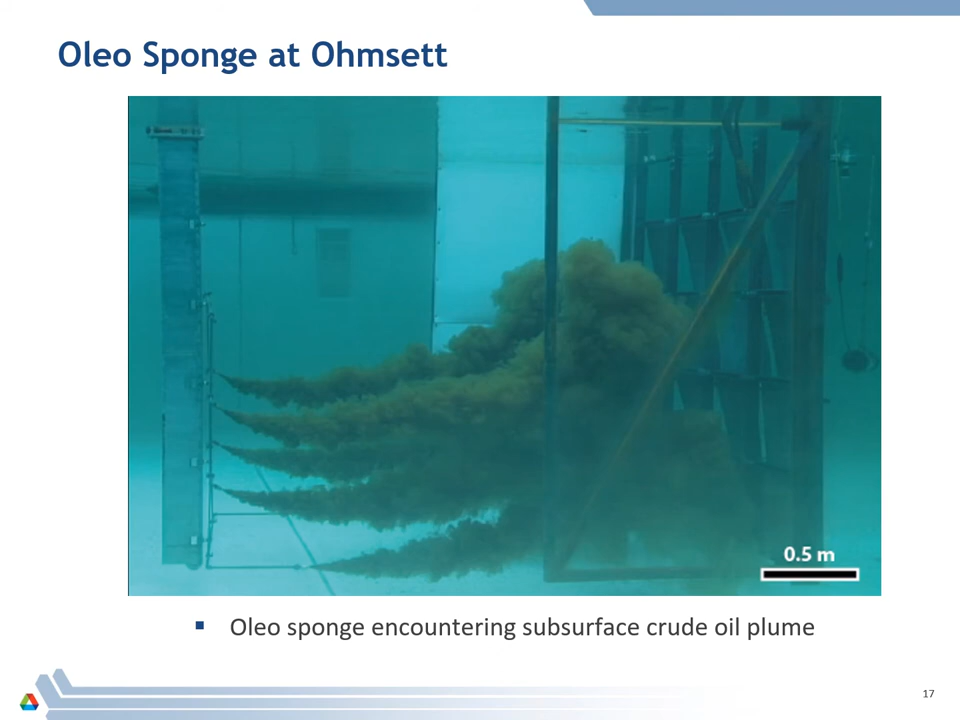 Oleo Sponge at Ohmsett
0.5 m
▪ Oleo sponge encountering subsurface crude oil plume
17